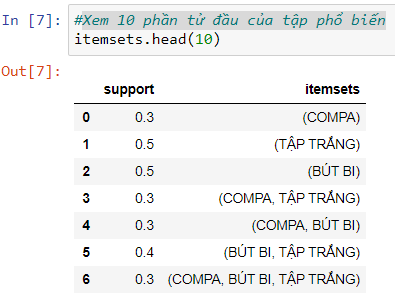 In [7]: #Xem 10 phần tử đầu của tập phổ biến
itemsets.head(10)
Out[7]:
support itemsets
0 0.3 (COMPA)
1 0.5 (TẬP TRẮNG)
2 0.5 (BÚT BI)
3 0.3 (COMPA, TẬP TRẮNG)
4 0.3 (COMPA, BÚT BI)
5 0.4 (BÚT BI, TẬP TRẮNG)
6 0.3 (COMPA, BÚT BI, TẬP TRẮNG)